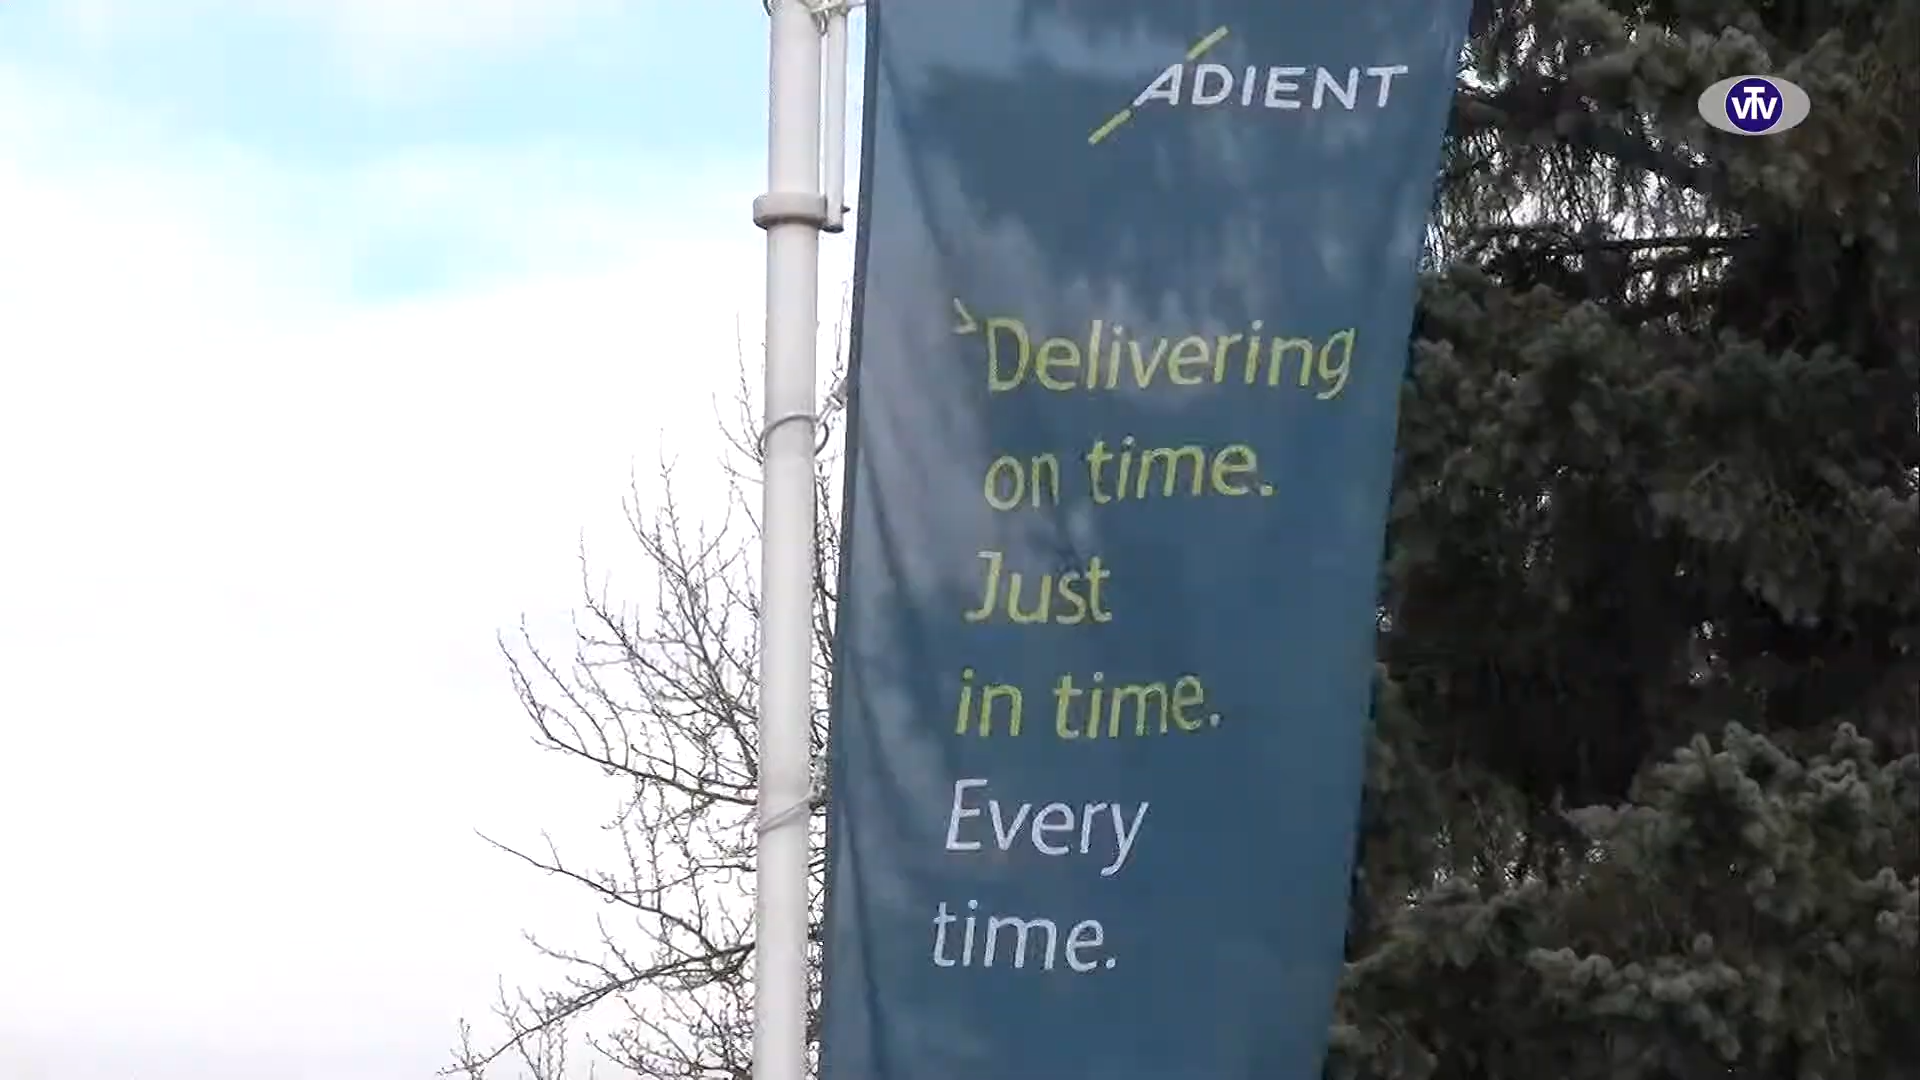 ADIENT
VTV
Delivering
on time.
Just
in time.
Every
time.